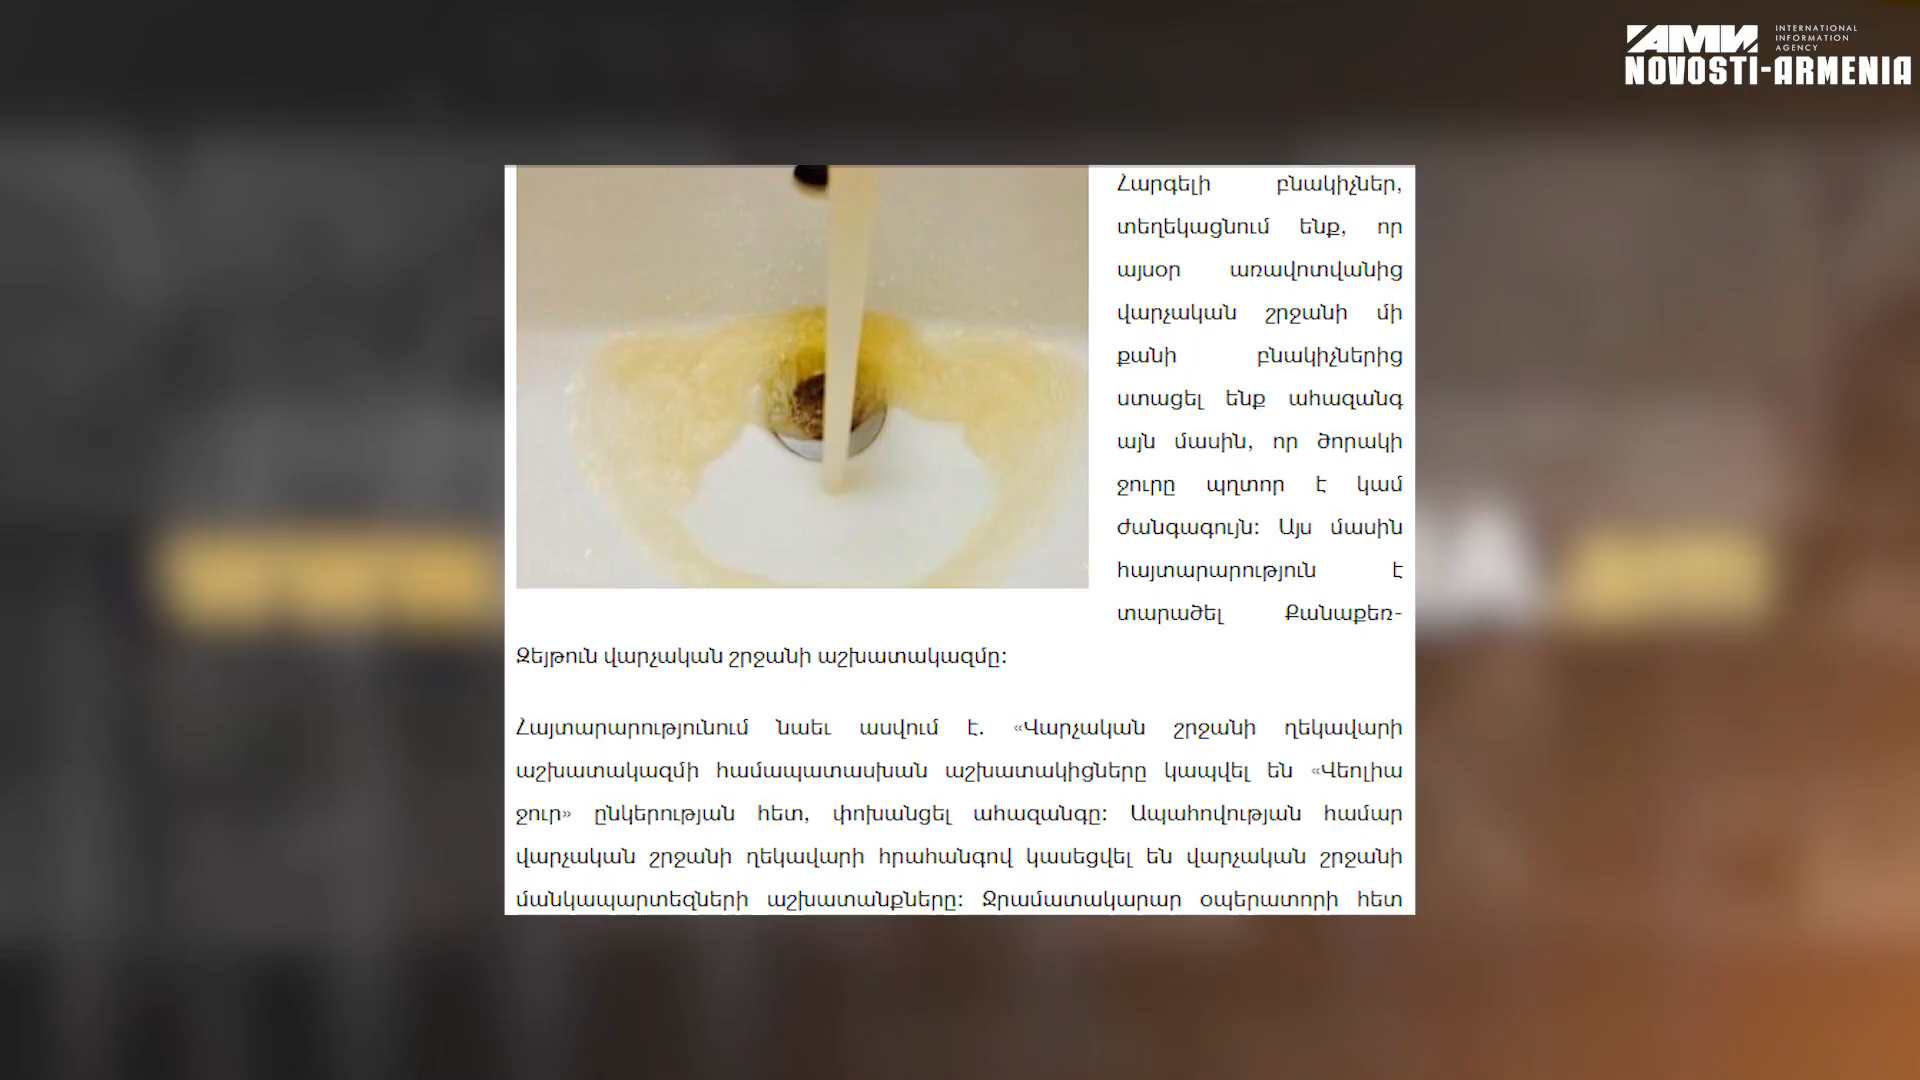 АМИ
INTERNATIONAL
INFORMATION
AGENCY
NOVOSTI-ARMENIA
Հարգելի բնակիչներ,
տեղեկացնում ենք, որ
այսօր առավոտվանից
վարչական շրջանի մի
քանի բնակիչներից
ստացել ենք ահազանգ
այն մասին, որ ծորակի
ջուրը պղտոր է կամ
ժանգագույն: Այս մասին
հայտարարություն է
տարածել Քանաքեռ-
Զեյթուն վարչական շրջանի աշխատակազմը:
Հայտարարությունում նաեւ ասվում է. «Վարչական շրջանի ղեկավարի
աշխատակազմի համապատասխան աշխատակիցները կապվել են «Վեոլիա
ջուր» ընկերության հետ, փոխանցել ահազանգը: Ապահովության համար
վարչական շրջանի ղեկավարի հրահանգով կասեցվել են վարչական շրջանի
մանկապարտեզների աշխատանքները: Ջրամատակարար օպերատորի հետ